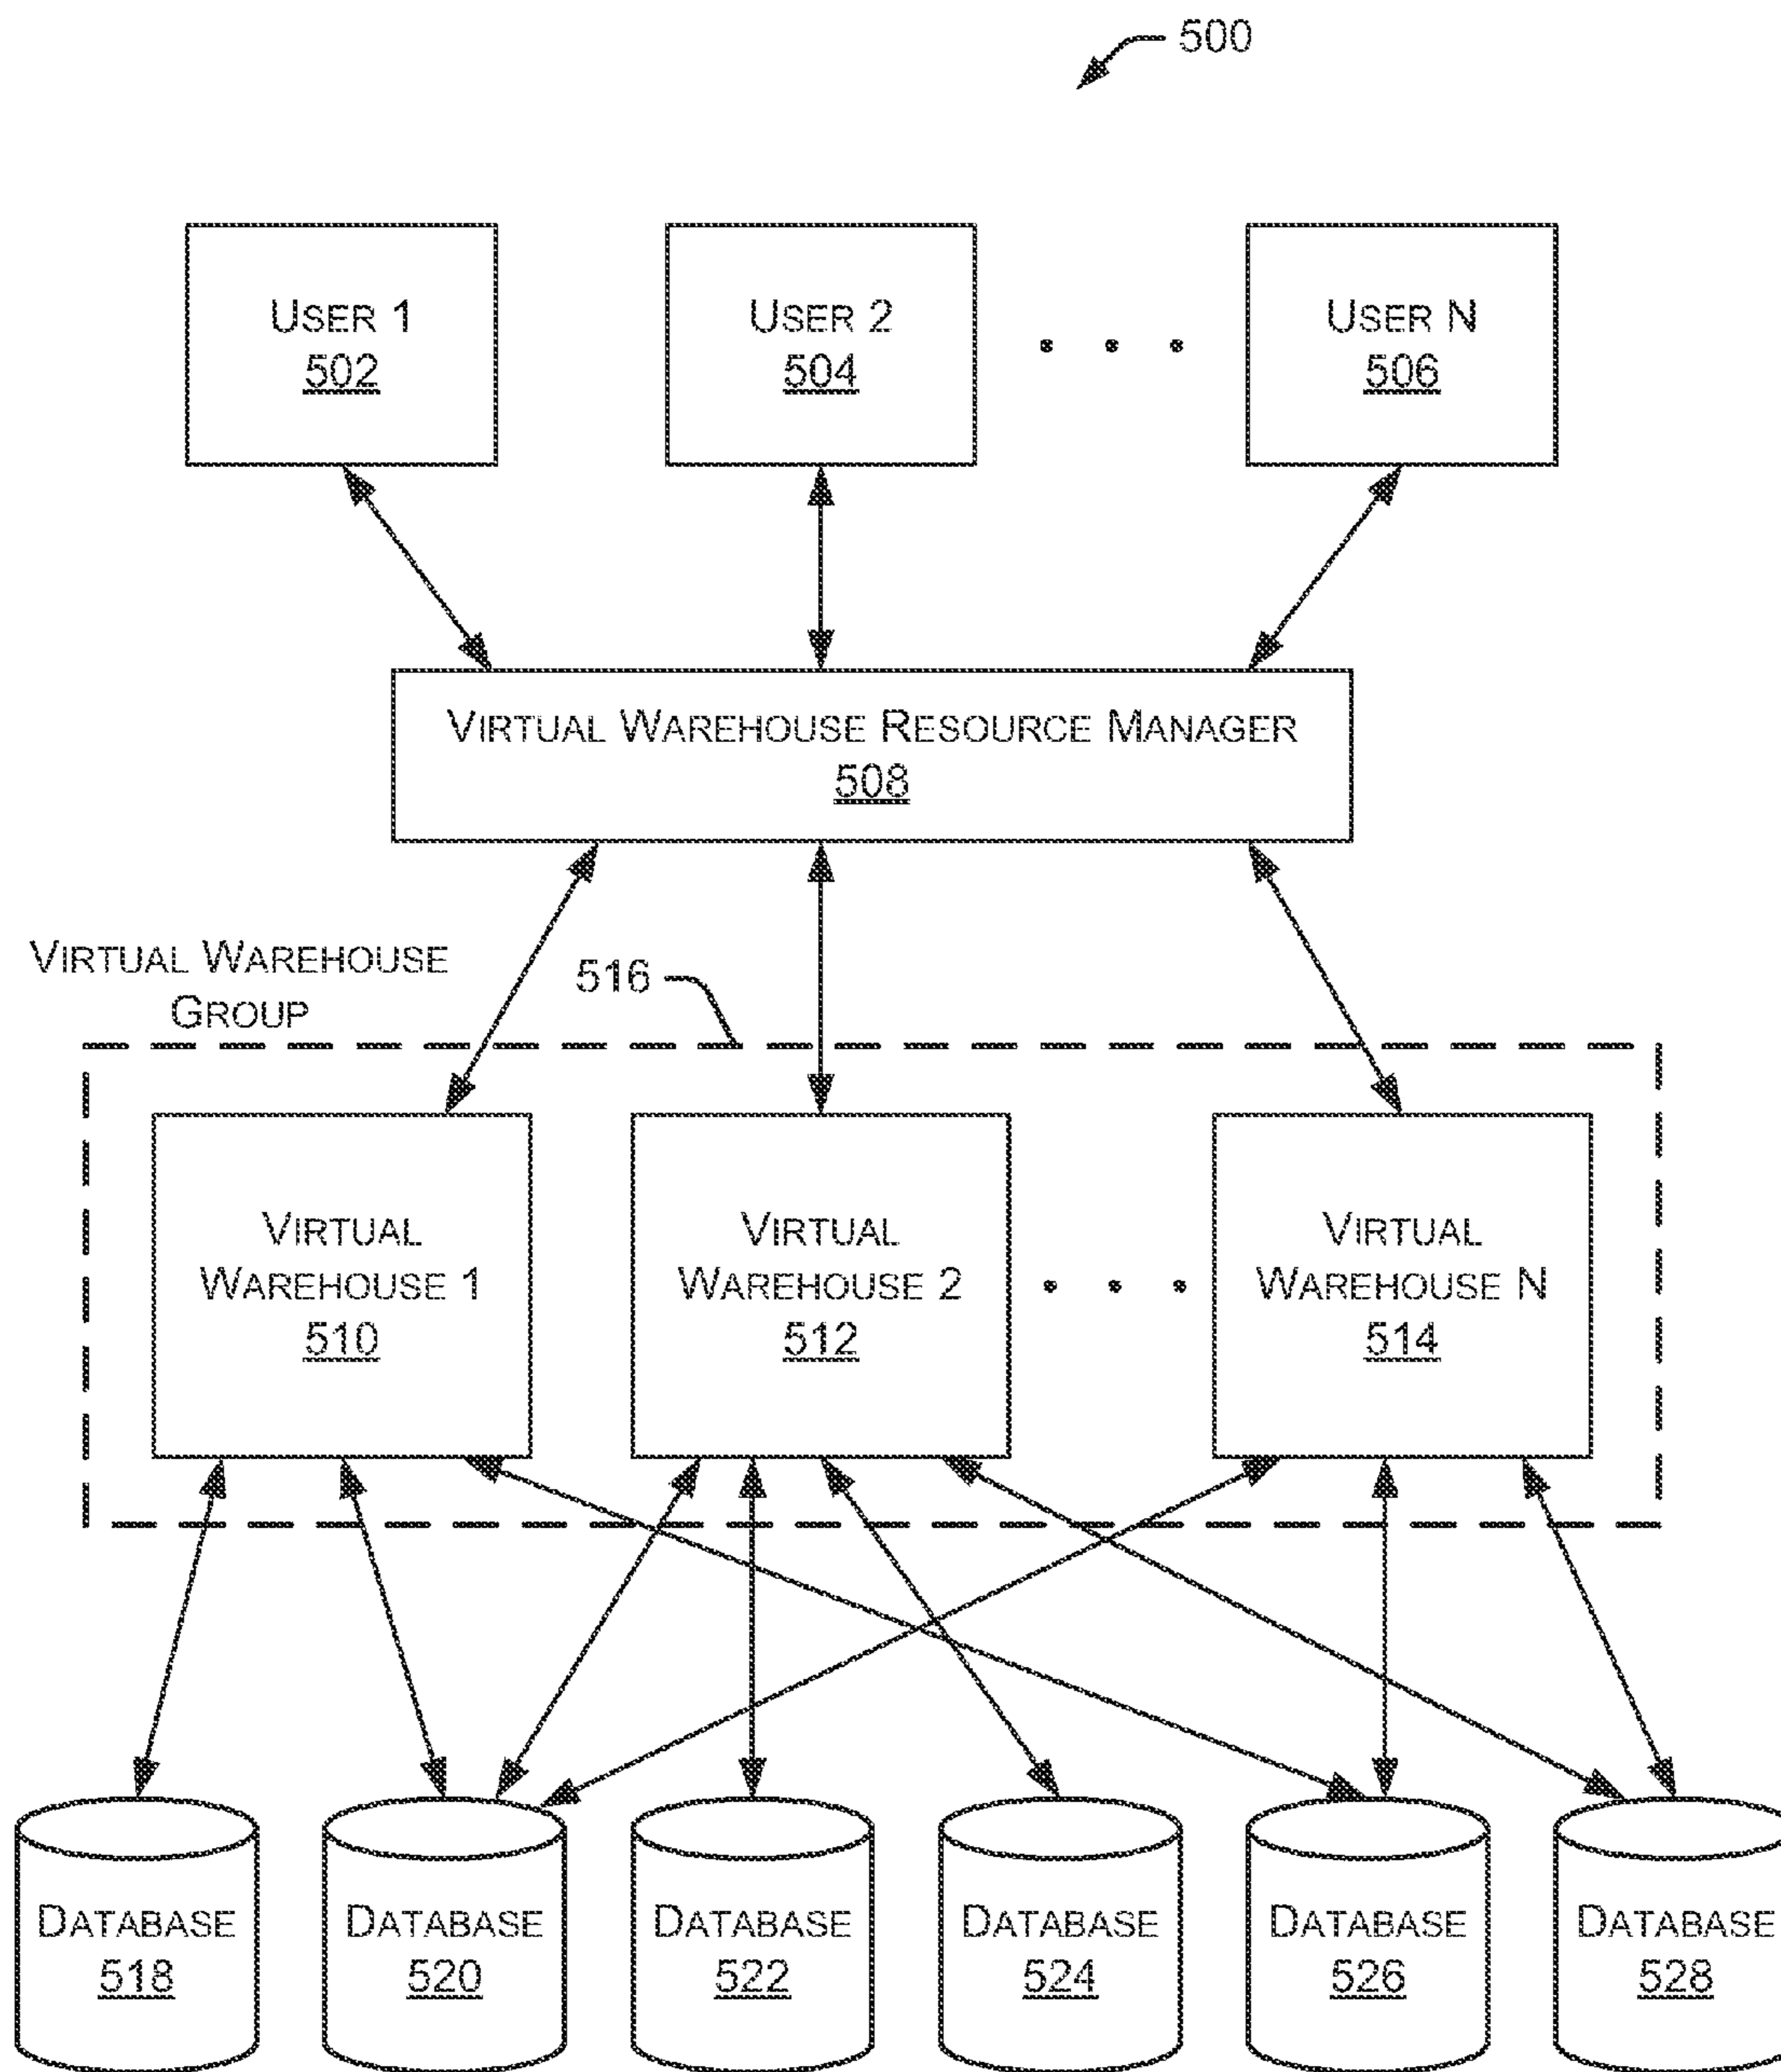 500
USER 1
502
USER 2
504
USER N
506
VIRTUAL WAREHOUSE RESOURCE MANAGER
508
VIRTUAL WAREHOUSE
GROUP
516
VIRTUAL
WAREHOUSE 1
510
VIRTUAL
WAREHOUSE 2
512
VIRTUAL
WAREHOUSE N
514
DATABASE
518
DATABASE
520
DATABASE
522
DATABASE
524
DATABASE
526
DATABASE
528